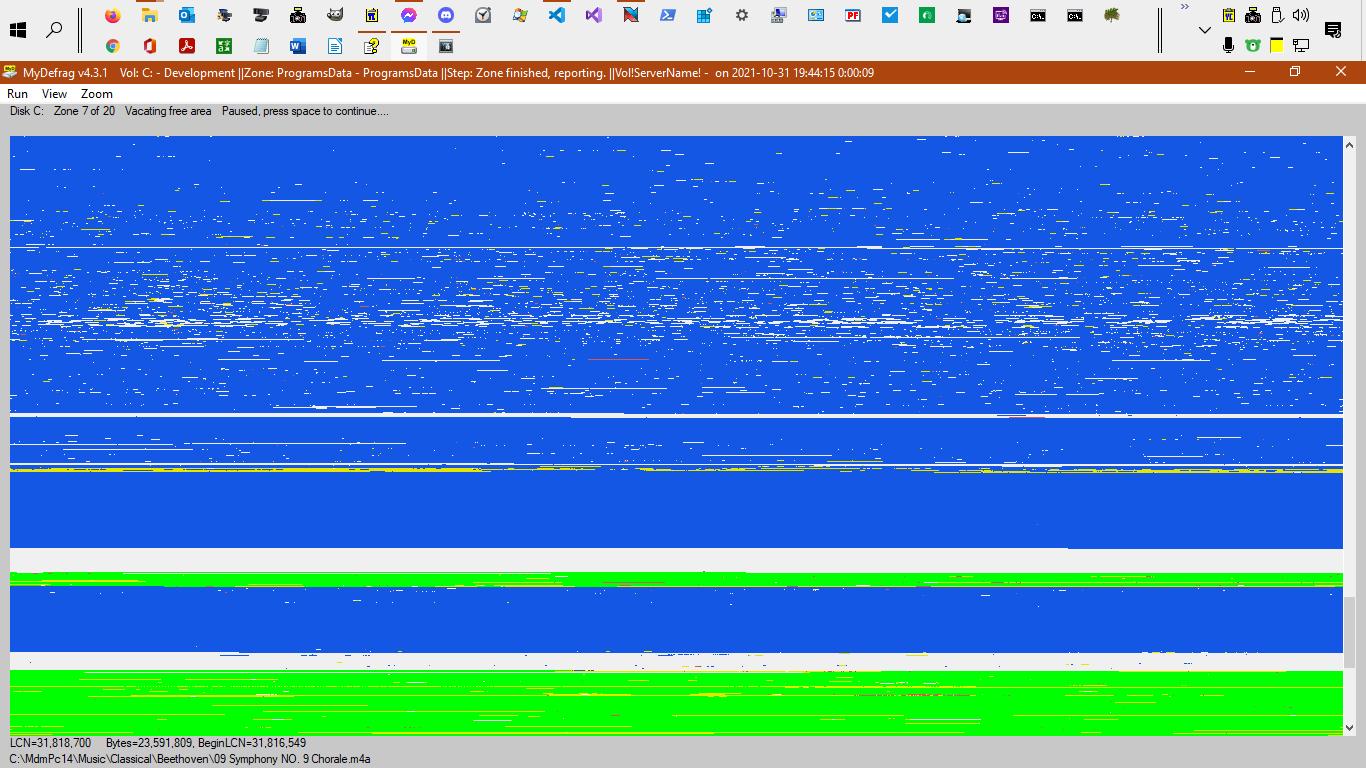 MyDefrag v4.3.1    Vol: C: - Development ||Zone: ProgramsData - ProgramsData ||Step: Zone finished, reporting. ||Vol!ServerName! -  on 2021-10-31 19:44:15 0:00:09
Run    View    Zoom
Disk C:    Zone 7 of 20    Vacating free area    Paused, press space to continue....
LCN=31,818,700    Bytes=23,591,809, BeginLCN=31,816,549
C:\MdmPc14\Music\Classical\Beethoven\09 Symphony NO. 9 Chorale.m4a